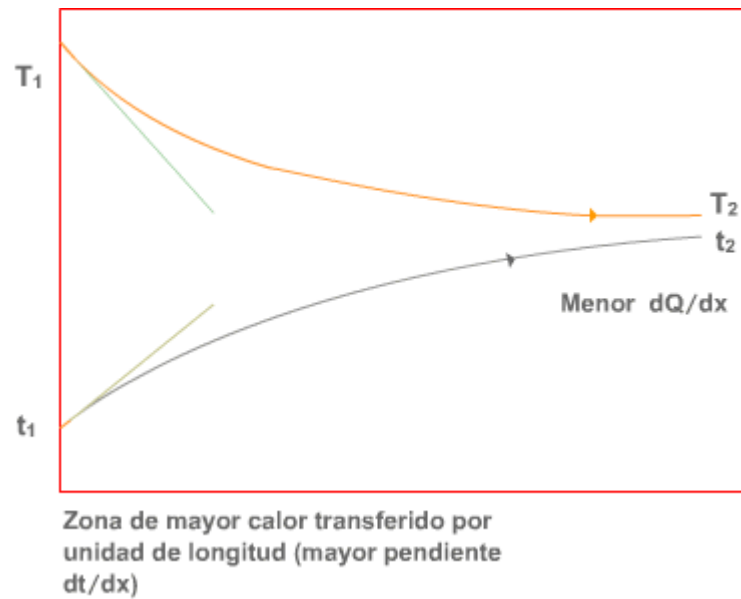 T₁
T₂
t₂
Menor dQ/dx
t₁
Zona de mayor calor transferido por
unidad de longitud (mayor pendiente
dt/dx)